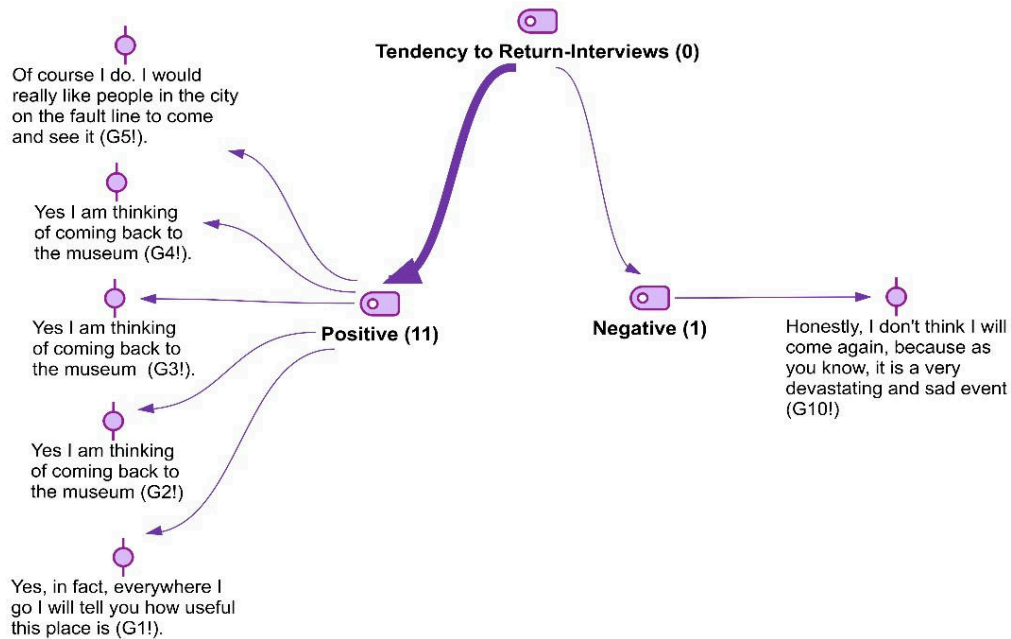 Tendency to Return-Interviews (0)
Of course I do. I would
really like people in the city
on the fault line to come
and see it (G5!).
Yes I am thinking
of coming back to
the museum (G4!).
Yes I am thinking
of coming back to
the museum  (G3!).
Yes I am thinking
of coming back to
the museum (G2!)
Yes, in fact, everywhere I
go I will tell you how useful
this place is (G1!).
Positive (11)
Negative (1)
Honestly, I don't think I will
come again, because as
you know, it is a very
devastating and sad event
(G10!)